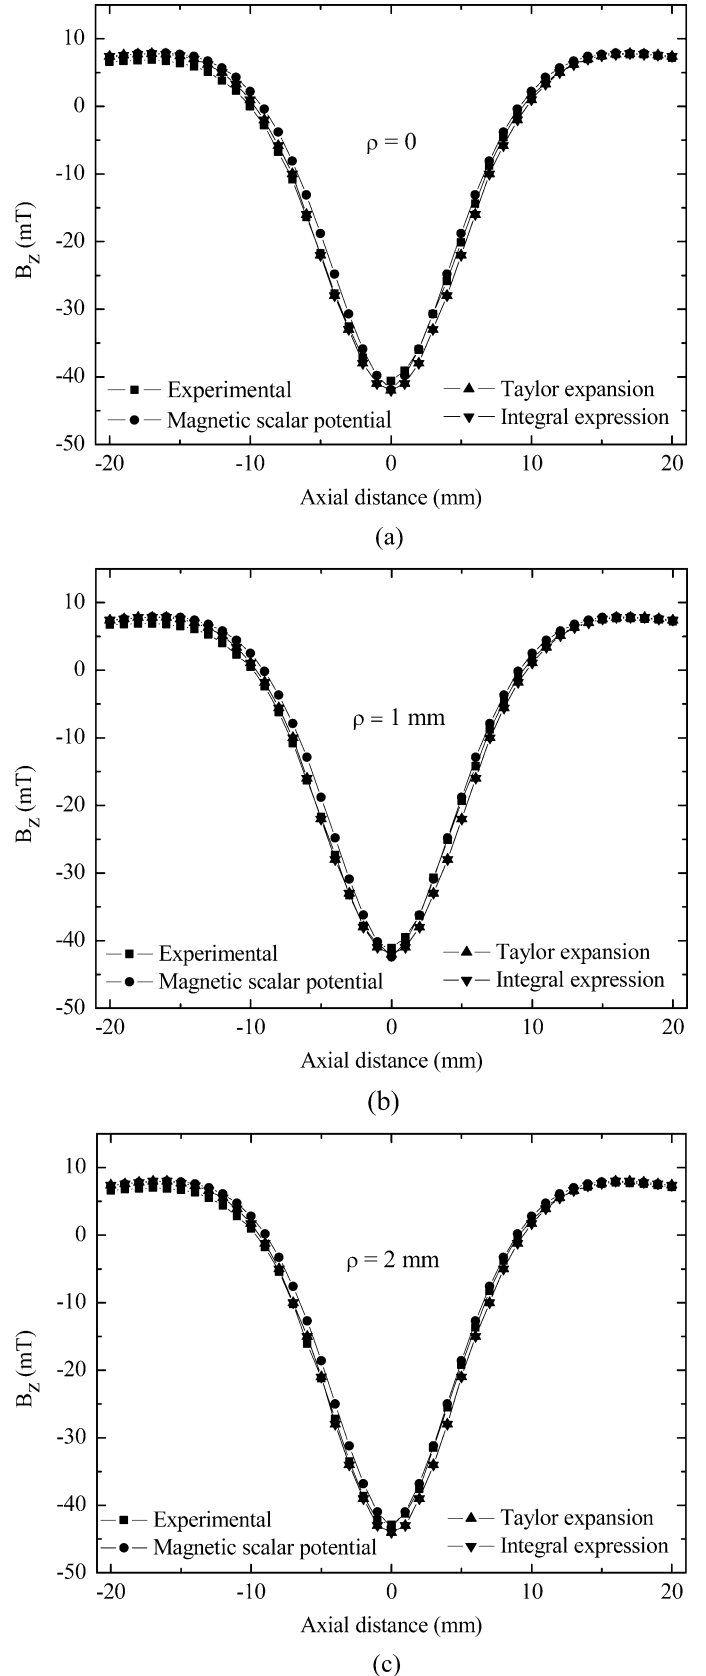 10
0
-10
-20
-30
-40
-50
B_Z (mT)
ρ = 0
Experimental
Taylor expansion
Magnetic scalar potential
Integral expression
-20 -10 0 10 20
Axial distance (mm)
(a)
10
0
-10
-20
-30
-40
-50
B_Z (mT)
ρ = 1 mm
Experimental
Taylor expansion
Magnetic scalar potential
Integral expression
-20 -10 0 10 20
Axial distance (mm)
(b)
10
0
-10
-20
-30
-40
-50
B_Z (mT)
ρ = 2 mm
Experimental
Taylor expansion
Magnetic scalar potential
Integral expression
-20 -10 0 10 20
Axial distance (mm)
(c)